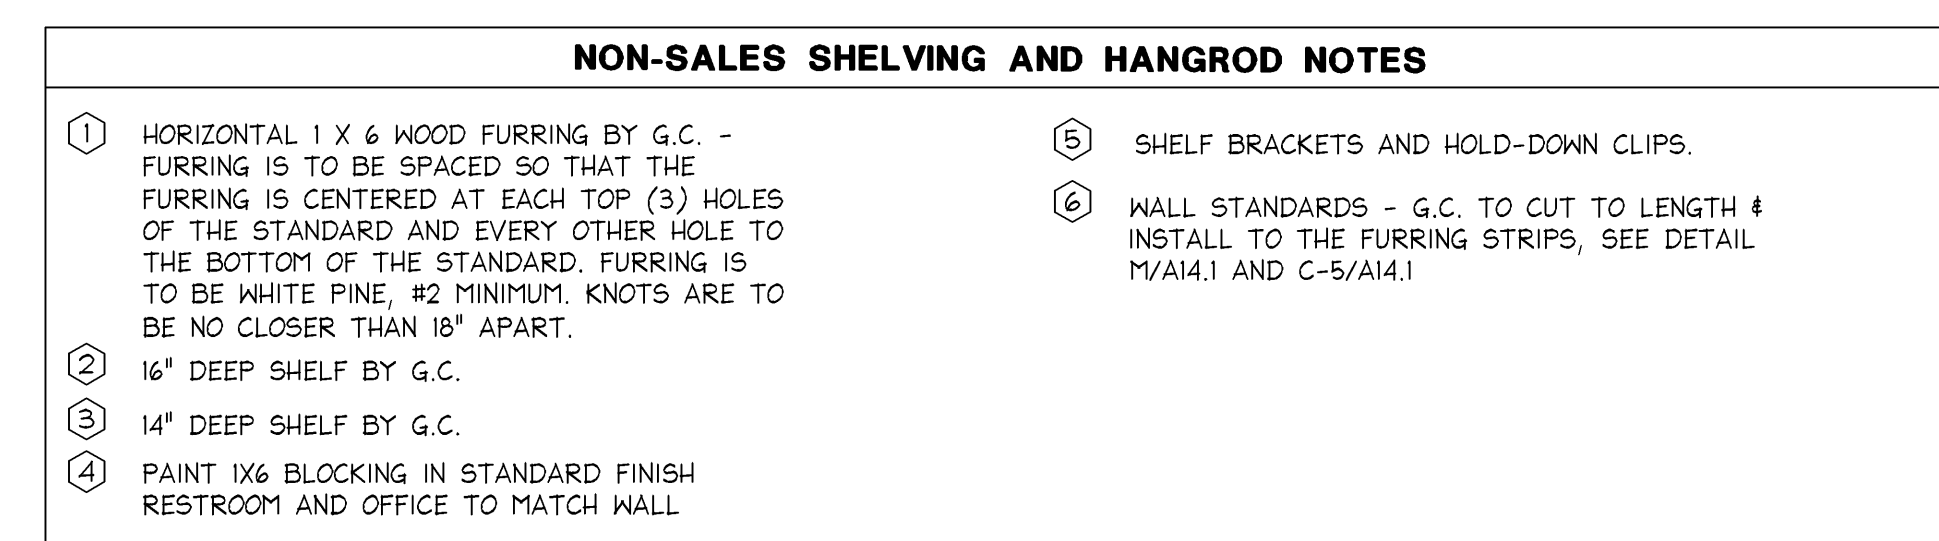 NON-SALES SHELVING AND HANGROD NOTES
1 HORIZONTAL 1 X 6 WOOD FURRING BY G.C. -
FURRING IS TO BE SPACED SO THAT THE
FURRING IS CENTERED AT EACH TOP (3) HOLES
OF THE STANDARD AND EVERY OTHER HOLE TO
THE BOTTOM OF THE STANDARD. FURRING IS
TO BE WHITE PINE, #2 MINIMUM. KNOTS ARE TO
BE NO CLOSER THAN 18" APART.
2 16" DEEP SHELF BY G.C.
3 14" DEEP SHELF BY G.C.
4 PAINT 1X6 BLOCKING IN STANDARD FINISH
RESTROOM AND OFFICE TO MATCH WALL
5 SHELF BRACKETS AND HOLD-DOWN CLIPS.
6 WALL STANDARDS - G.C. TO CUT TO LENGTH &
INSTALL TO THE FURRING STRIPS, SEE DETAIL
M/A14.1 AND C-5/A14.1